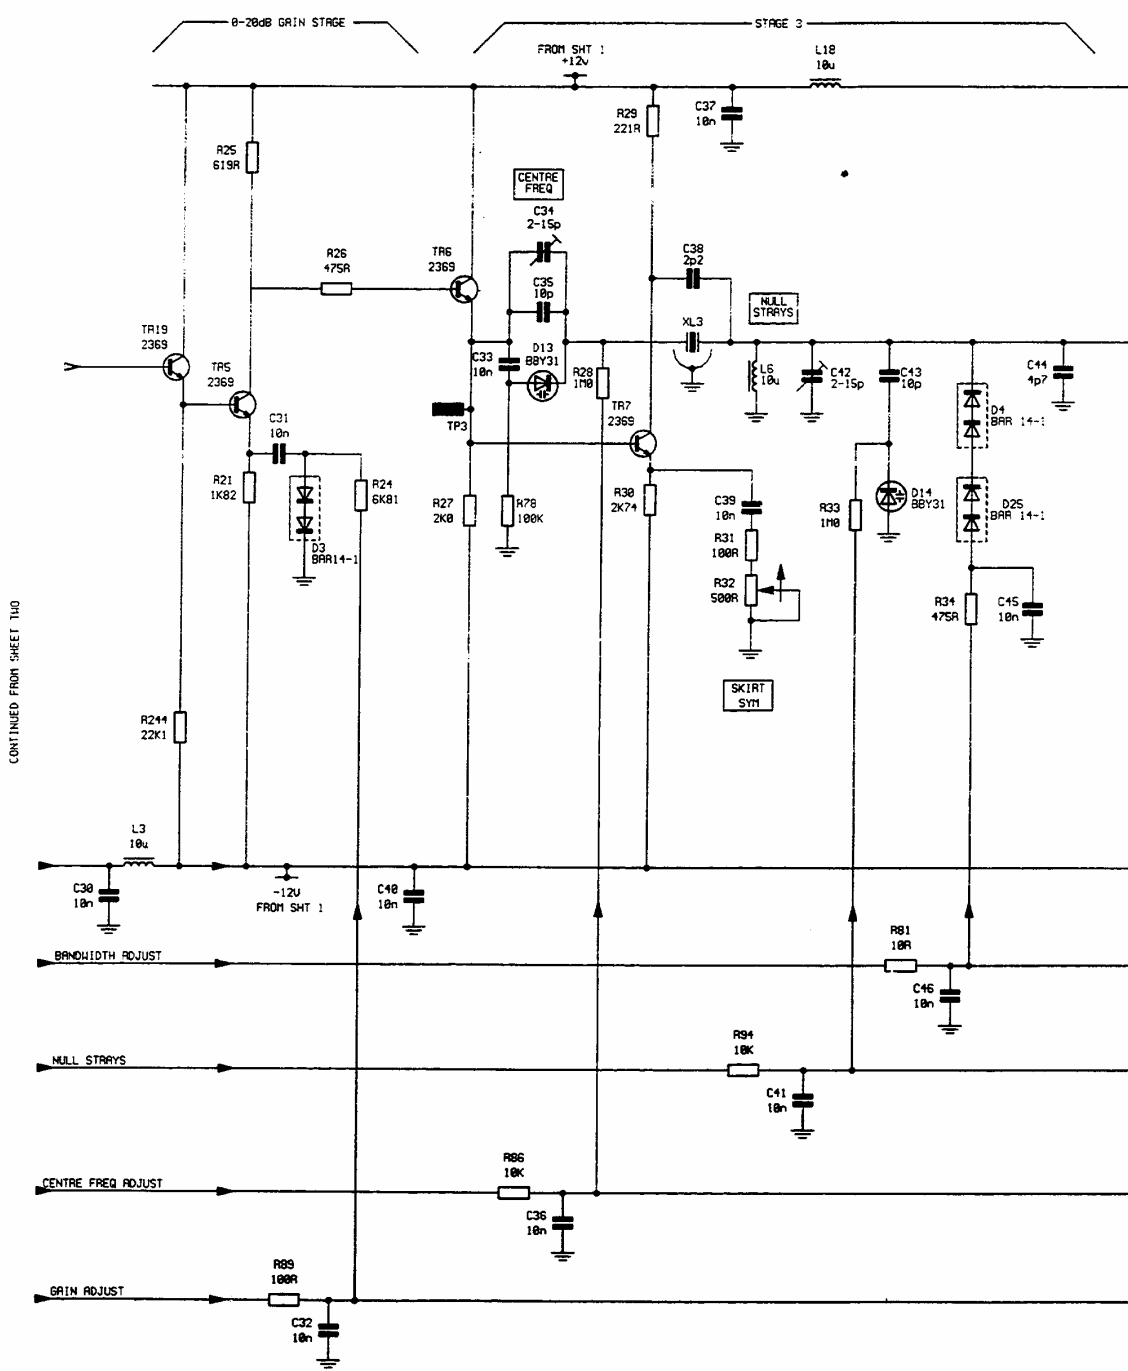 0-20dB GAIN STAGE
STAGE 3
FROM SHT 1
+12v
L18
10u
R29
221R
C37
10n
R25
619R
CENTRE
FREQ
C34
2-15p
R26
475R
TR6
2369
C35
10p
C38
2p2
NULL
STRAYS
XL3
TR19
2369
TR5
2369
C33
10n
D13
BBY31
R28
1M0
L6
10u
C42
2-15p
C43
10p
C44
4p7
TR7
2369
TP3
D4
BAR 14-1
C31
10n
R21
1K82
R24
6K81
R27
2K0
R78
100K
R30
2K74
C39
10n
R33
1M0
D14
BBY31
D25
BAR 14-1
D3
BAR14-1
R31
100R
R32
500R
R34
475R
C45
10n
SKIRT
SYM
CONTINUED FROM SHEET TWO
R244
22K1
L3
10u
C30
10n
-12V
FROM SHT 1
C40
10n
BANDWIDTH ADJUST
R81
10R
C46
10n
NULL STRAYS
R94
10K
C41
10n
CENTRE FREQ ADJUST
R86
10K
C36
10n
GAIN ADJUST
R89
100R
C32
10n